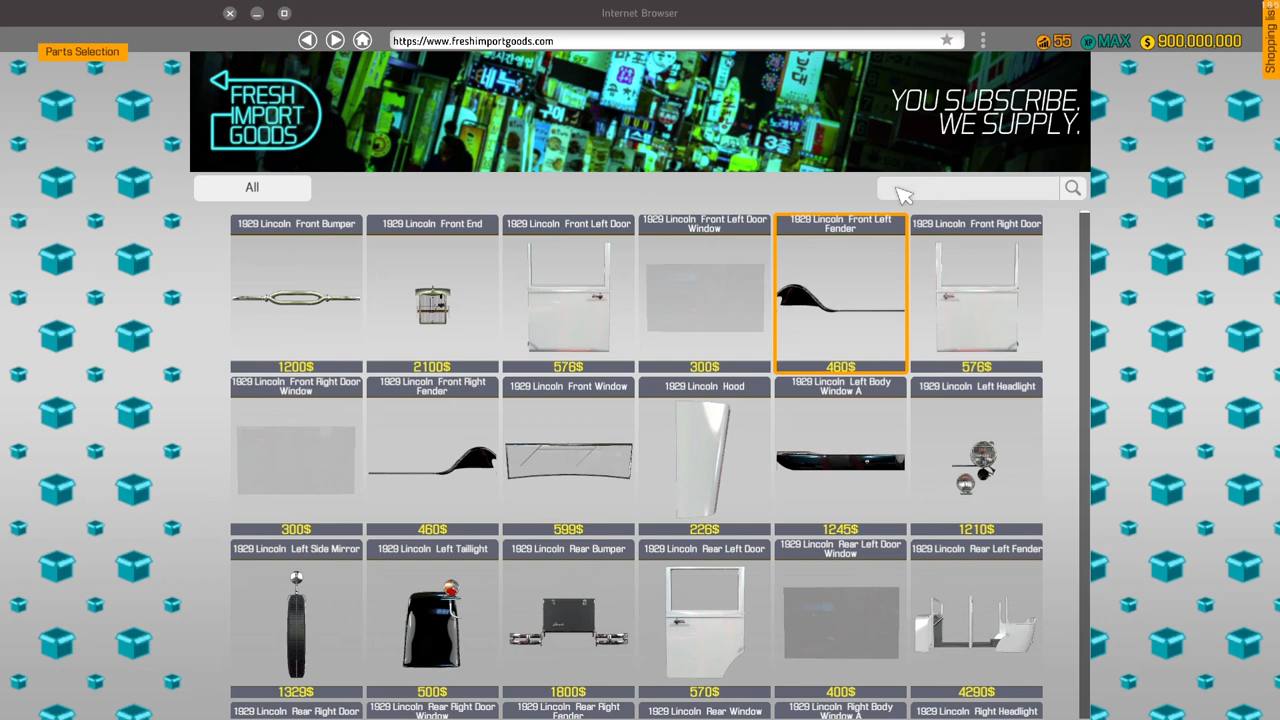 Internet Browser
https://www.freshimportgoods.com
Parts Selection
55
XP
MAX
$
900,000,000
Shopping list
FRESH
IMPORT
GOODS
YOU SUBSCRIBE,
WE SUPPLY.
All
1929 Lincoln Front Bumper
1200$
1929 Lincoln Front End
2100$
1929 Lincoln Front Left Door
576$
1929 Lincoln Front Left Door
Window
300$
1929 Lincoln Front Left
Fender
460$
1929 Lincoln Front Right Door
576$
1929 Lincoln Front Right Door
Window
300$
1929 Lincoln Front Right
Fender
460$
1929 Lincoln Front Window
599$
1929 Lincoln Hood
226$
1929 Lincoln Left Body
Window A
1245$
1929 Lincoln Left Headlight
1210$
1929 Lincoln Left Side Mirror
1329$
1929 Lincoln Left Taillight
500$
1929 Lincoln Rear Bumper
1800$
1929 Lincoln Rear Left Door
570$
1929 Lincoln Rear Left Door
Window
400$
1929 Lincoln Rear Left Fender
4290$
1929 Lincoln Rear Right Door
1929 Lincoln Rear Right Door
Window
1929 Lincoln Rear Right
Fender
1929 Lincoln Rear Window
1929 Lincoln Right Body
Window A
1929 Lincoln Right Headlight